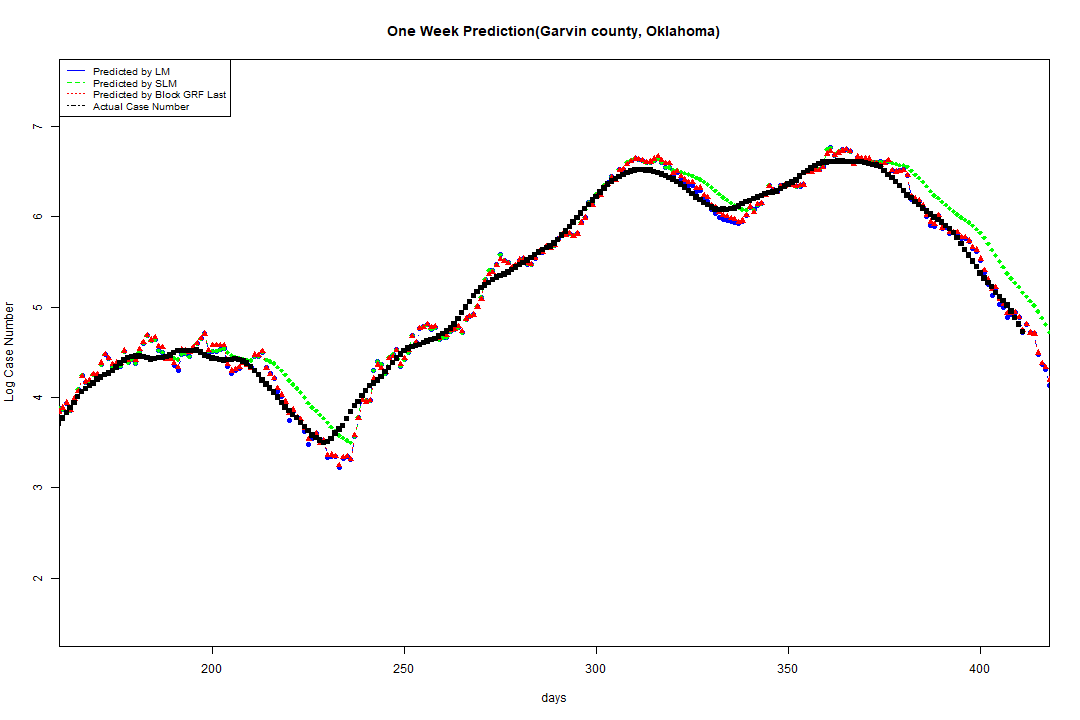 One Week Prediction(Garvin county, Oklahoma)
Predicted by LM
Predicted by SLM
Predicted by Block GRF Last
Actual Case Number
7
6
5
4
3
2
Log Case Number
200 250 300 350 400
days